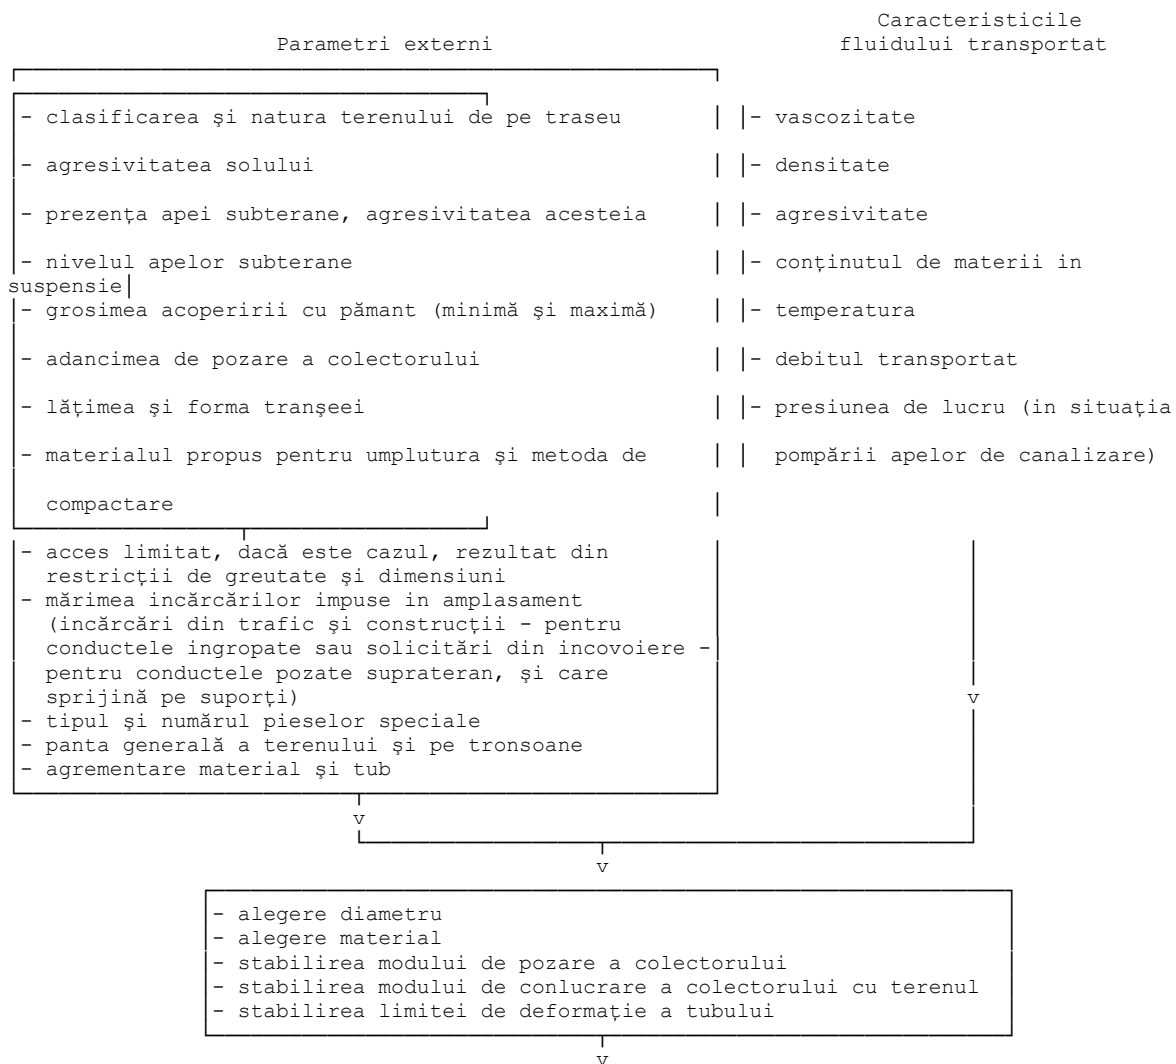 Caracteristicile
Parametri externi fluidului transportat
- clasificarea şi natura terenului de pe traseu - vascozitate
- agresivitatea solului - densitate
- prezenţa apei subterane, agresivitatea acesteia - agresivitate
- nivelul apelor subterane - conţinutul de materii in
suspensie
- grosimea acoperirii cu pămant (minimă şi maximă) - temperatura
- adancimea de pozare a colectorului - debitul transportat
- lăţimea şi forma tranşeei - presiunea de lucru (in situaţia
- materialul propus pentru umplutura şi metoda de pompării apelor de canalizare)
compactare
- acces limitat, dacă este cazul, rezultat din
restricţii de greutate şi dimensiuni
- mărimea incărcărilor impuse in amplasament
(incărcări din trafic şi construcţii - pentru
conductele ingropate sau solicitări din incovoiere -
pentru conductele pozate suprateran, şi care
sprijină pe suporţi)
v
- tipul şi numărul pieselor speciale
- panta generală a terenului şi pe tronsoane
- agrementare material şi tub
v
v
- alegere diametru
- alegere material
- stabilirea modului de pozare a colectorului
- stabilirea modului de conlucrare a colectorului cu terenul
- stabilirea limitei de deformaţie a tubului
v